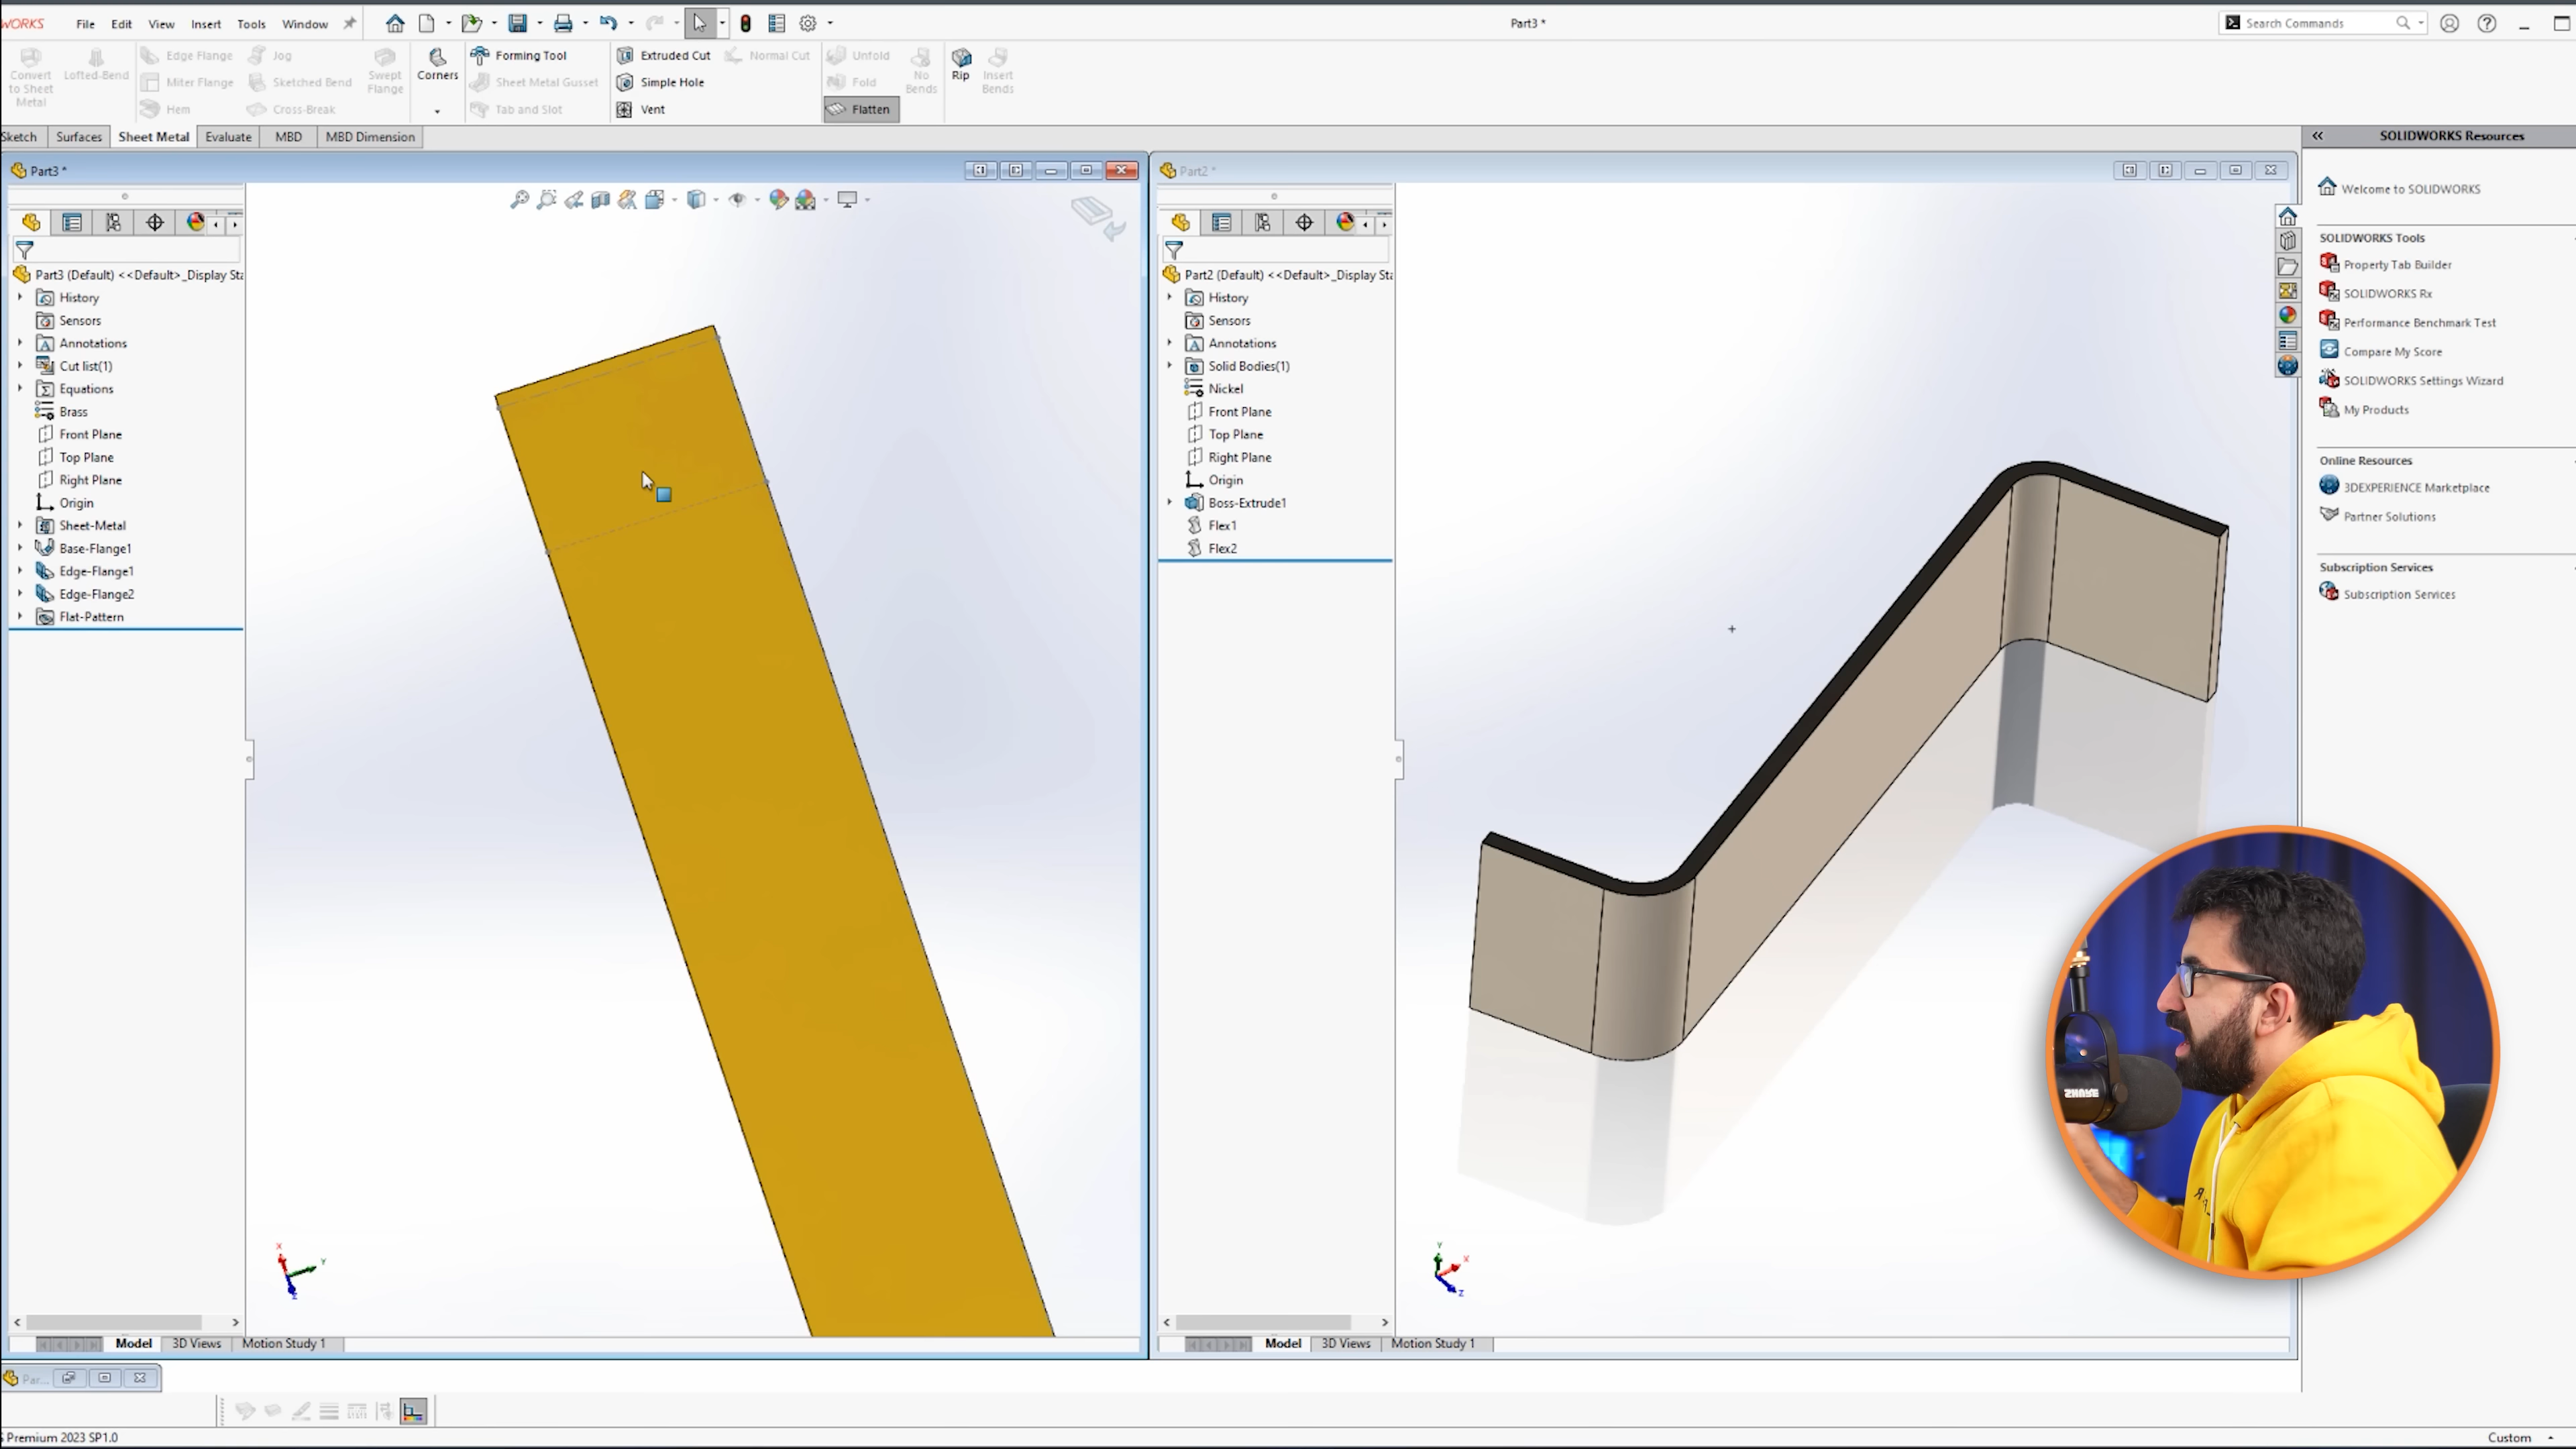 WORKS File Edit View Insert Tools Window Part3 * Search Commands
Convert to Sheet Metal
Lofted-Bend
Edge Flange
Miter Flange
Hem
Jog
Sketched Bend
Cross-Break
Swept Flange
Corners
Forming Tool
Sheet Metal Gusset
Tab and Slot
Extruded Cut
Simple Hole
Vent
Normal Cut
Unfold
Fold
Flatten
No Bends
Rip
Insert Bends
Sketch Surfaces Sheet Metal Evaluate MBD MBD Dimension
Part3 *
Part3 (Default) <<Default>_Display Sta
History
Sensors
Annotations
Cut list(1)
Equations
Brass
Front Plane
Top Plane
Right Plane
Origin
Sheet-Metal
Base-Flange1
Edge-Flange1
Edge-Flange2
Flat-Pattern
X
Y
Z
Model 3D Views Motion Study 1
Part2 *
Part2 (Default) <<Default>_Display Sta
History
Sensors
Annotations
Solid Bodies(1)
Nickel
Front Plane
Top Plane
Right Plane
Origin
Boss-Extrude1
Flex1
Flex2
Y
X
Z
Model 3D Views Motion Study 1
SOLIDWORKS Resources
Welcome to SOLIDWORKS
SOLIDWORKS Tools
Property Tab Builder
SOLIDWORKS Rx
Performance Benchmark Test
Compare My Score
SOLIDWORKS Settings Wizard
My Products
Online Resources
3DEXPERIENCE Marketplace
Partner Solutions
Subscription Services
Subscription Services
SHURE
Par...
S Premium 2023 SP1.0
Custom